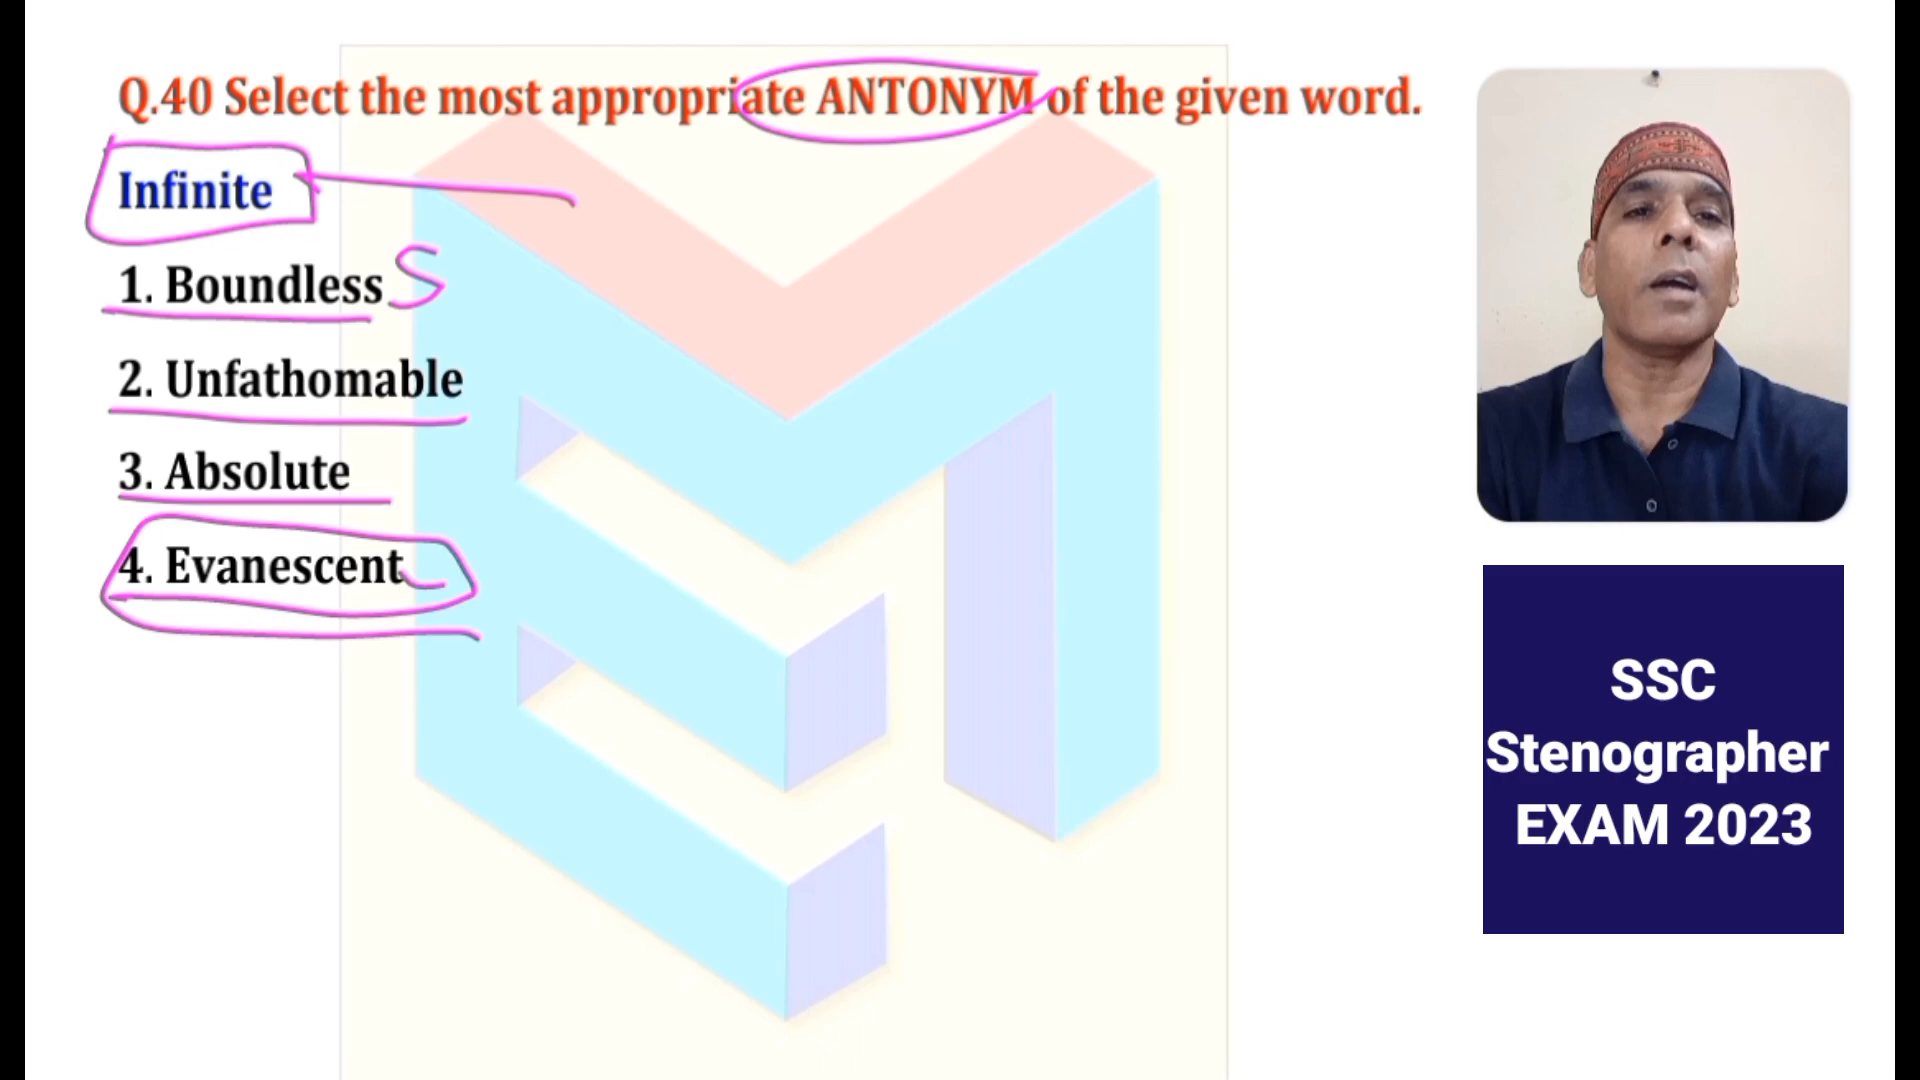 Q.40 Select the most appropriate ANTONYM of the given word.
Infinite
1. Boundless S
2. Unfathomable
3. Absolute
4. Evanescent
SSC
Stenographer
EXAM 2023